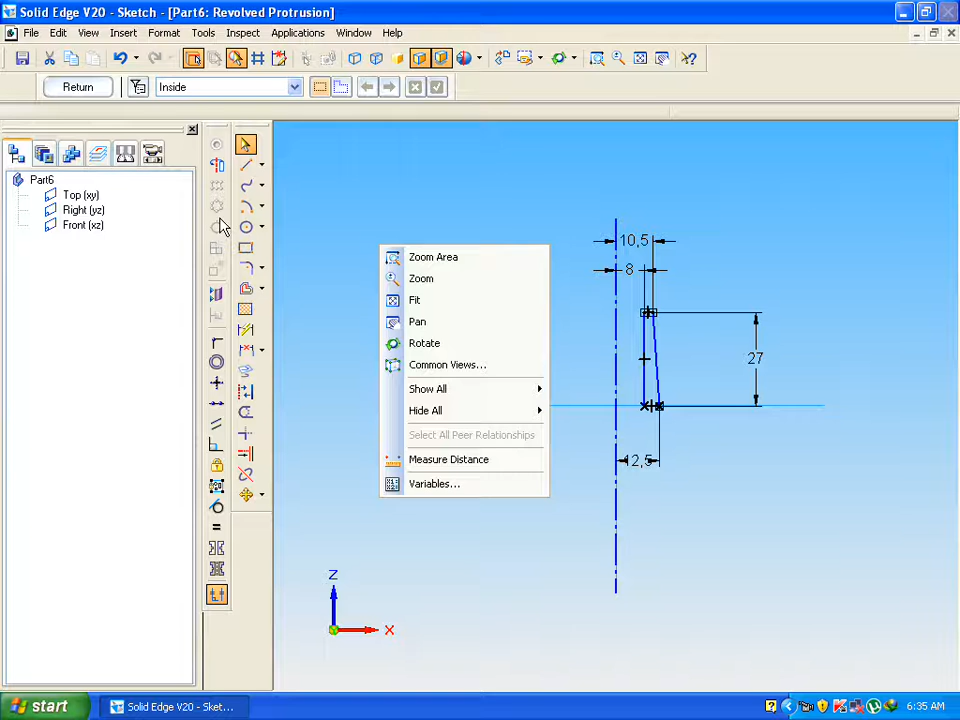 Solid Edge V20 - Sketch - [Part6: Revolved Protrusion]
File Edit View Insert Format Tools Inspect Applications Window Help
Return
Inside
Part6
Top (xy)
Right (yz)
Front (xz)
Zoom Area
Zoom
Fit
Pan
Rotate
Common Views...
Show All
Hide All
Select All Peer Relationships
Measure Distance
Variables...
10,5
8
27
12,5
Z
X
start
Solid Edge V20 - Sket...
6:35 AM